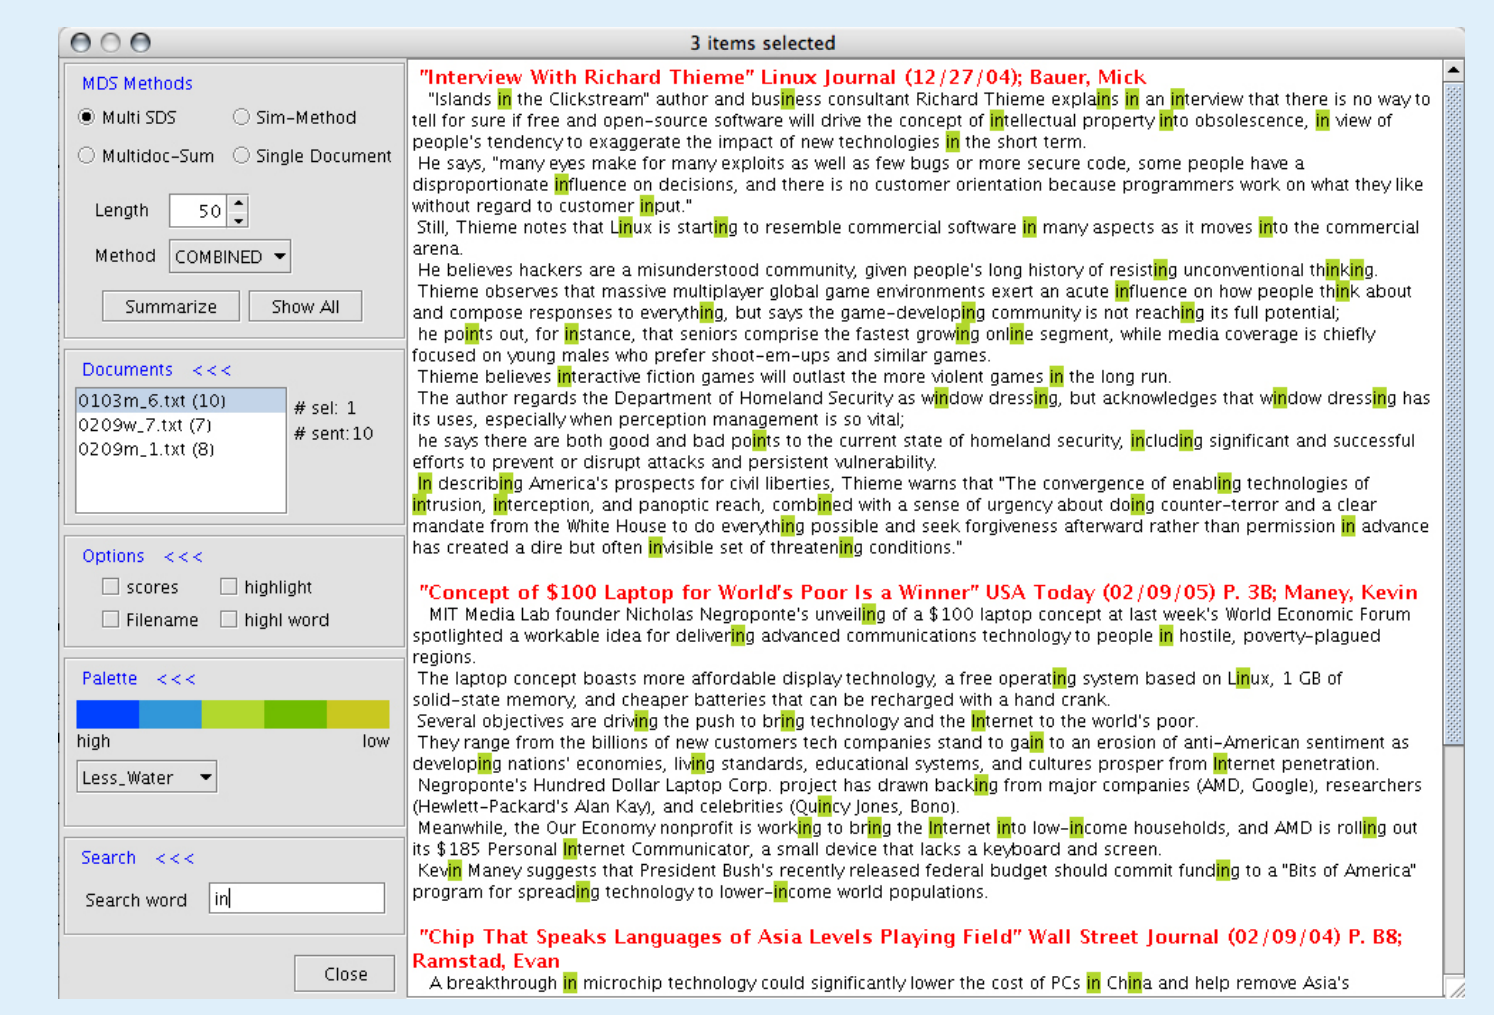 3 items selected
MDS Methods
Multi SDS
Sim-Method
Multidoc-Sum
Single Document
Length 50
Method COMBINED
Summarize
Show All
Documents <<<
0103m_6.txt (10)
0209w_7.txt (7)
0209m_1.txt (8)
# sel: 1
# sent:10
Options <<<
scores
highlight
Filename
highl word
Palette <<<
high
low
Less_Water
Search <<<
Search word in
Close
"Interview With Richard Thieme" Linux Journal (12/27/04); Bauer, Mick
"Islands in the Clickstream" author and business consultant Richard Thieme explains in an interview that there is no way to
tell for sure if free and open-source software will drive the concept of intellectual property into obsolescence, in view of
people's tendency to exaggerate the impact of new technologies in the short term.
He says, "many eyes make for many exploits as well as few bugs or more secure code, some people have a
disproportionate influence on decisions, and there is no customer orientation because programmers work on what they like
without regard to customer input."
Still, Thieme notes that Linux is starting to resemble commercial software in many aspects as it moves into the commercial
arena.
He believes hackers are a misunderstood community, given people's long history of resisting unconventional thinking.
Thieme observes that massive multiplayer global game environments exert an acute influence on how people think about
and compose responses to everything, but says the game-developing community is not reaching its full potential;
he points out, for instance, that seniors comprise the fastest growing online segment, while media coverage is chiefly
focused on young males who prefer shoot-em-ups and similar games.
Thieme believes interactive fiction games will outlast the more violent games in the long run.
The author regards the Department of Homeland Security as window dressing, but acknowledges that window dressing has
its uses, especially when perception management is so vital;
he says there are both good and bad points to the current state of homeland security, including significant and successful
efforts to prevent or disrupt attacks and persistent vulnerability.
In describing America's prospects for civil liberties, Thieme warns that "The convergence of enabling technologies of
intrusion, interception, and panoptic reach, combined with a sense of urgency about doing counter-terror and a clear
mandate from the White House to do everything possible and seek forgiveness afterward rather than permission in advance
has created a dire but often invisible set of threatening conditions."
"Concept of $100 Laptop for World's Poor Is a Winner" USA Today (02/09/05) P. 3B; Maney, Kevin
MIT Media Lab founder Nicholas Negroponte's unveiling of a $100 laptop concept at last week's World Economic Forum
spotlighted a workable idea for delivering advanced communications technology to people in hostile, poverty-plagued
regions.
The laptop concept boasts more affordable display technology, a free operating system based on Linux, 1 GB of
solid-state memory, and cheaper batteries that can be recharged with a hand crank.
Several objectives are driving the push to bring technology and the Internet to the world's poor.
They range from the billions of new customers tech companies stand to gain to an erosion of anti-American sentiment as
developing nations' economies, living standards, educational systems, and cultures prosper from Internet penetration.
Negroponte's Hundred Dollar Laptop Corp. project has drawn backing from major companies (AMD, Google), researchers
(Hewlett-Packard's Alan Kay), and celebrities (Quincy Jones, Bono).
Meanwhile, the Our Economy nonprofit is working to bring the Internet into low-income households, and AMD is rolling out
its $185 Personal Internet Communicator, a small device that lacks a keyboard and screen.
Kevin Maney suggests that President Bush's recently released federal budget should commit funding to a "Bits of America"
program for spreading technology to lower-income world populations.
"Chip That Speaks Languages of Asia Levels Playing Field" Wall Street Journal (02/09/04) P. B8;
Ramstad, Evan
A breakthrough in microchip technology could significantly lower the cost of PCs in China and help remove Asia's